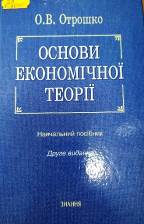 О.В. Отрошко
ОСНОВИ
ЕКОНОМІЧНОЇ
ТЕОРІЇ
Навчальний посібник
Друге видання
ЗНАННЯ